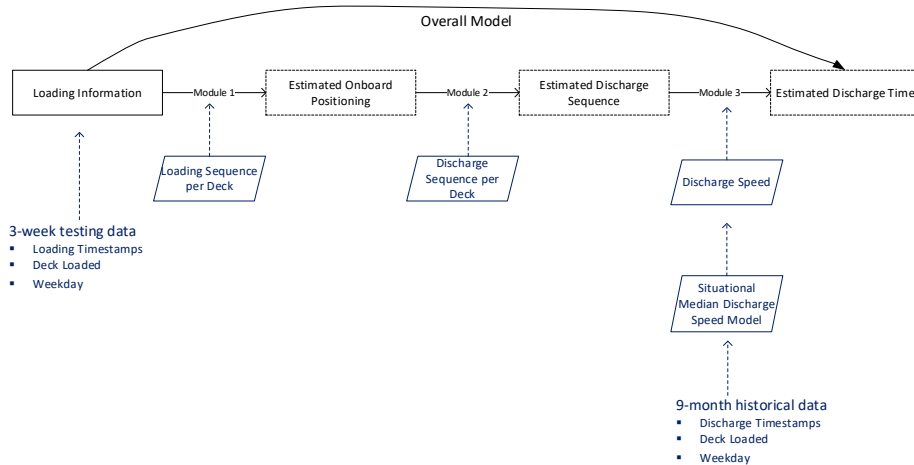 Overall Model
Loading Information
Module 1
Estimated Onboard
Positioning
Module 2
Estimated Discharge
Sequence
Module 3
Estimated Discharge Time
Loading Sequence
per Deck
Discharge
Sequence per
Deck
Discharge Speed
3-week testing data
▪ Loading Timestamps
▪ Deck Loaded
▪ Weekday
Situational
Median Discharge
Speed Model
9-month historical data
▪ Discharge Timestamps
▪ Deck Loaded
▪ Weekday